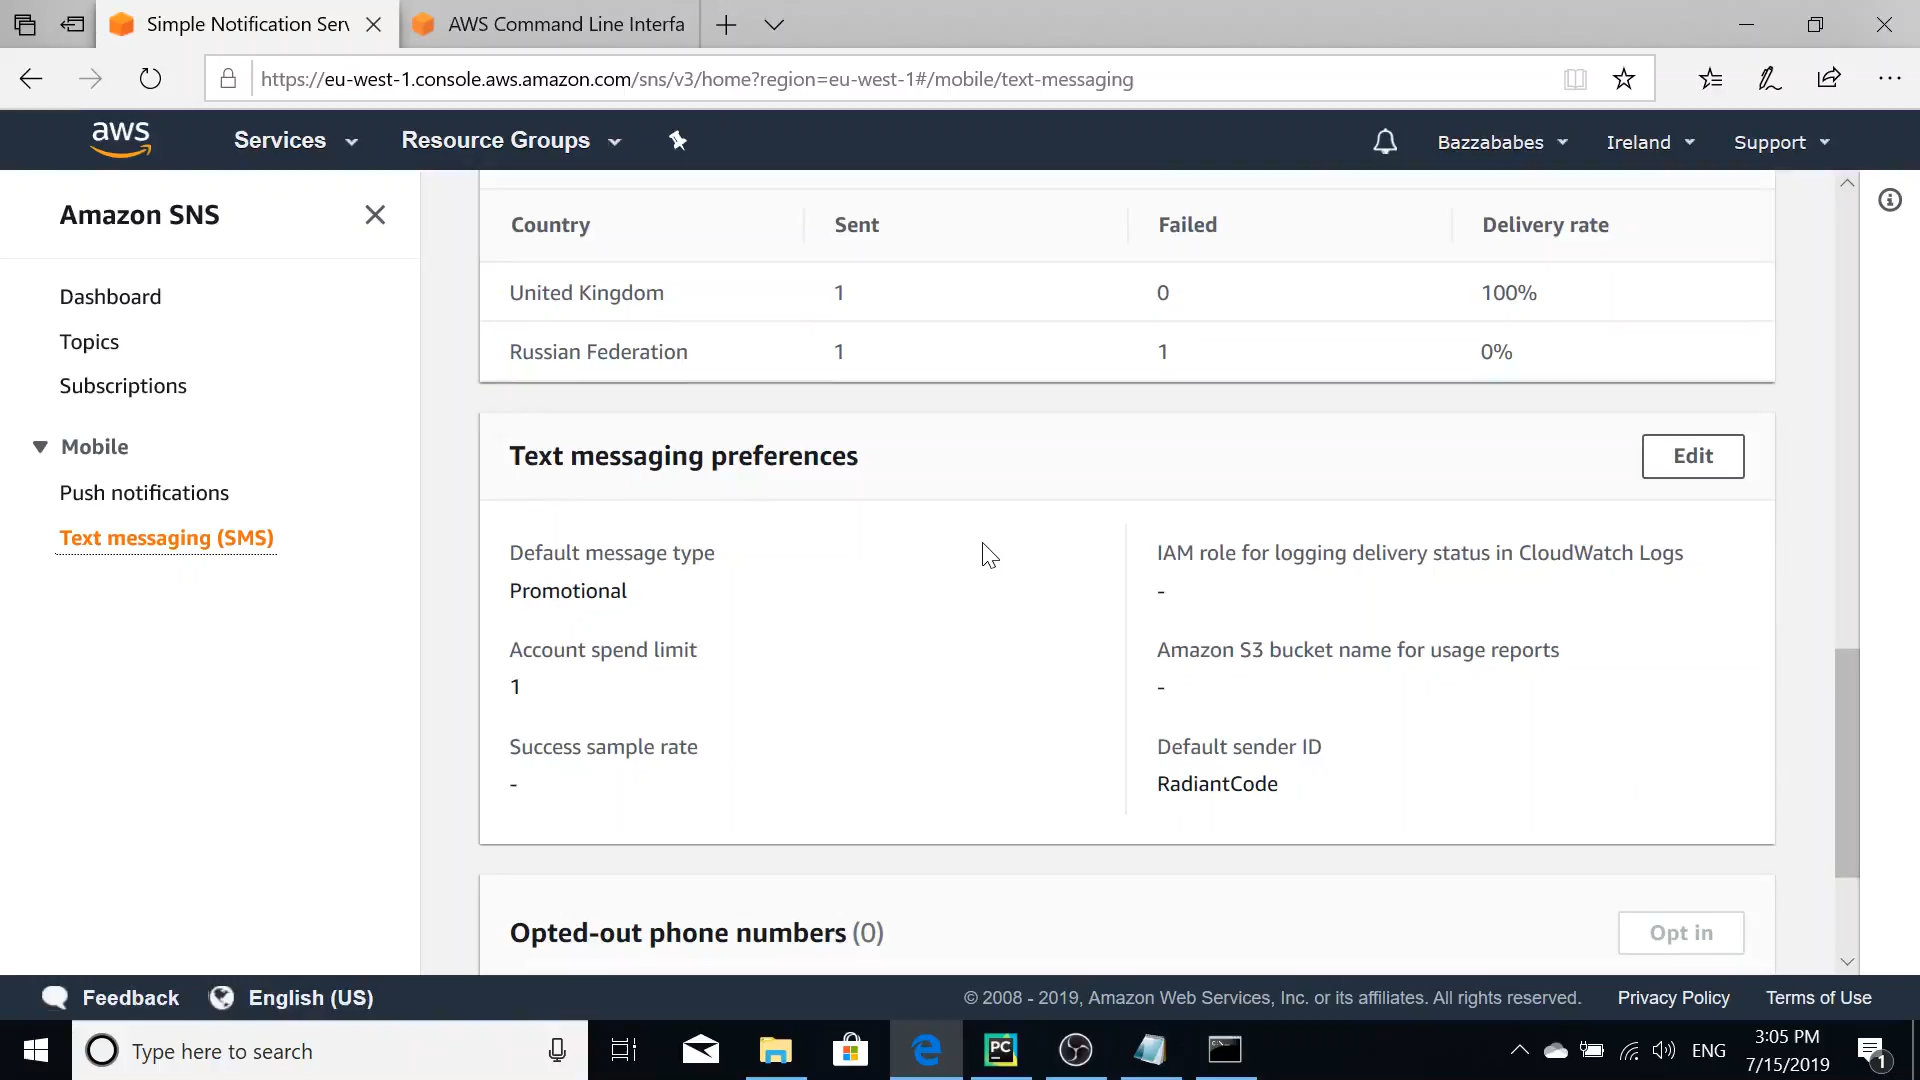 Simple Notification Serv
AWS Command Line Interfa
https://eu-west-1.console.aws.amazon.com/sns/v3/home?region=eu-west-1#/mobile/text-messaging
aws
Services
Resource Groups
Bazzababes
Ireland
Support
Amazon SNS
Dashboard
Topics
Subscriptions
Mobile
Push notifications
Text messaging (SMS)
Country Sent Failed Delivery rate
United Kingdom 1 0 100%
Russian Federation 1 1 0%
Text messaging preferences
Edit
Default message type
Promotional
Account spend limit
1
Success sample rate
-
IAM role for logging delivery status in CloudWatch Logs
-
Amazon S3 bucket name for usage reports
-
Default sender ID
RadiantCode
Opted-out phone numbers (0)
Opt in
Feedback
English (US)
© 2008 - 2019, Amazon Web Services, Inc. or its affiliates. All rights reserved.
Privacy Policy
Terms of Use
Type here to search
PC
ENG
3:05 PM
7/15/2019
1